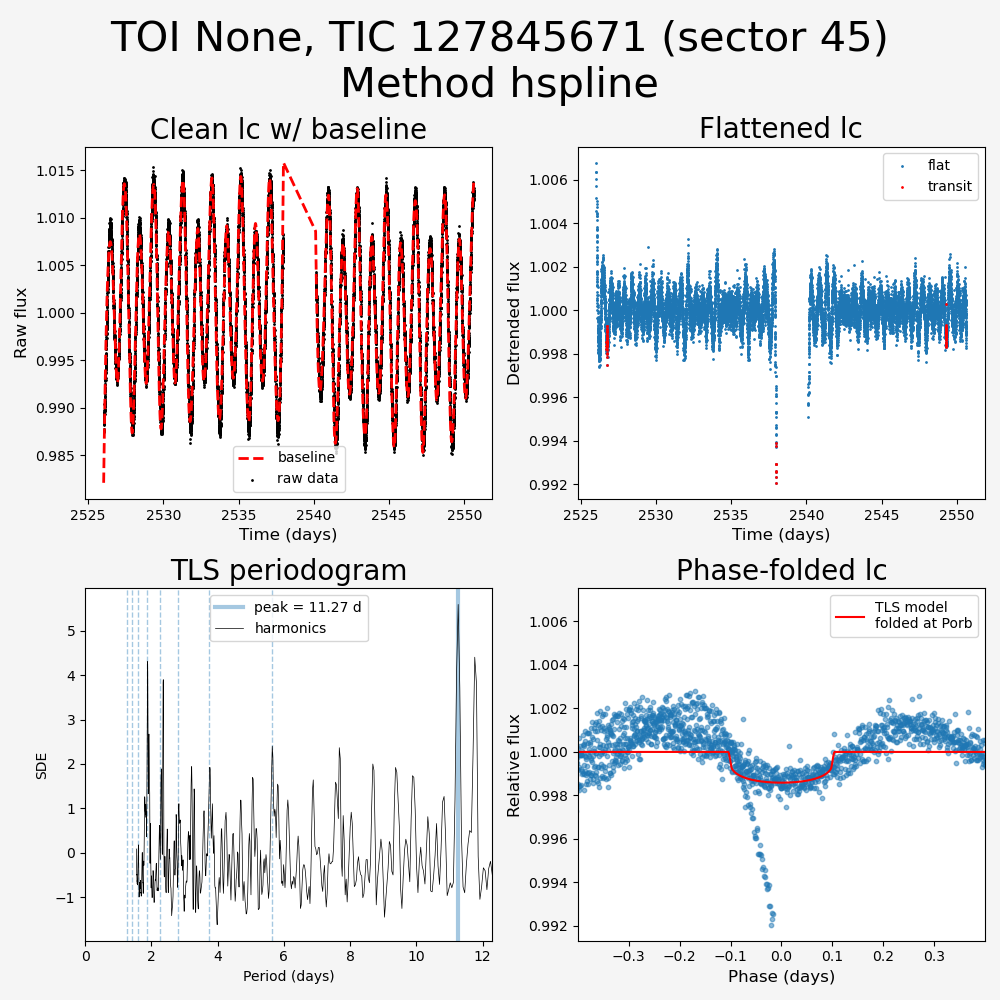 TOI None, TIC 127845671 (sector 45)
Method hspline
Clean lc w/ baseline
Raw flux
1.015
1.010
1.005
1.000
0.995
0.990
0.985
baseline
raw data
2525 2530 2535 2540 2545 2550
Time (days)
Flattened lc
Detrended flux
1.006
1.004
1.002
1.000
0.998
0.996
0.994
0.992
flat
transit
2525 2530 2535 2540 2545 2550
Time (days)
TLS periodogram
SDE
5
4
3
2
1
0
−1
peak = 11.27 d
harmonics
0 2 4 6 8 10 12
Period (days)
Phase-folded lc
Relative flux
1.006
1.004
1.002
1.000
0.998
0.996
0.994
0.992
TLS model
folded at Porb
−0.3 −0.2 −0.1 0.0 0.1 0.2 0.3
Phase (days)